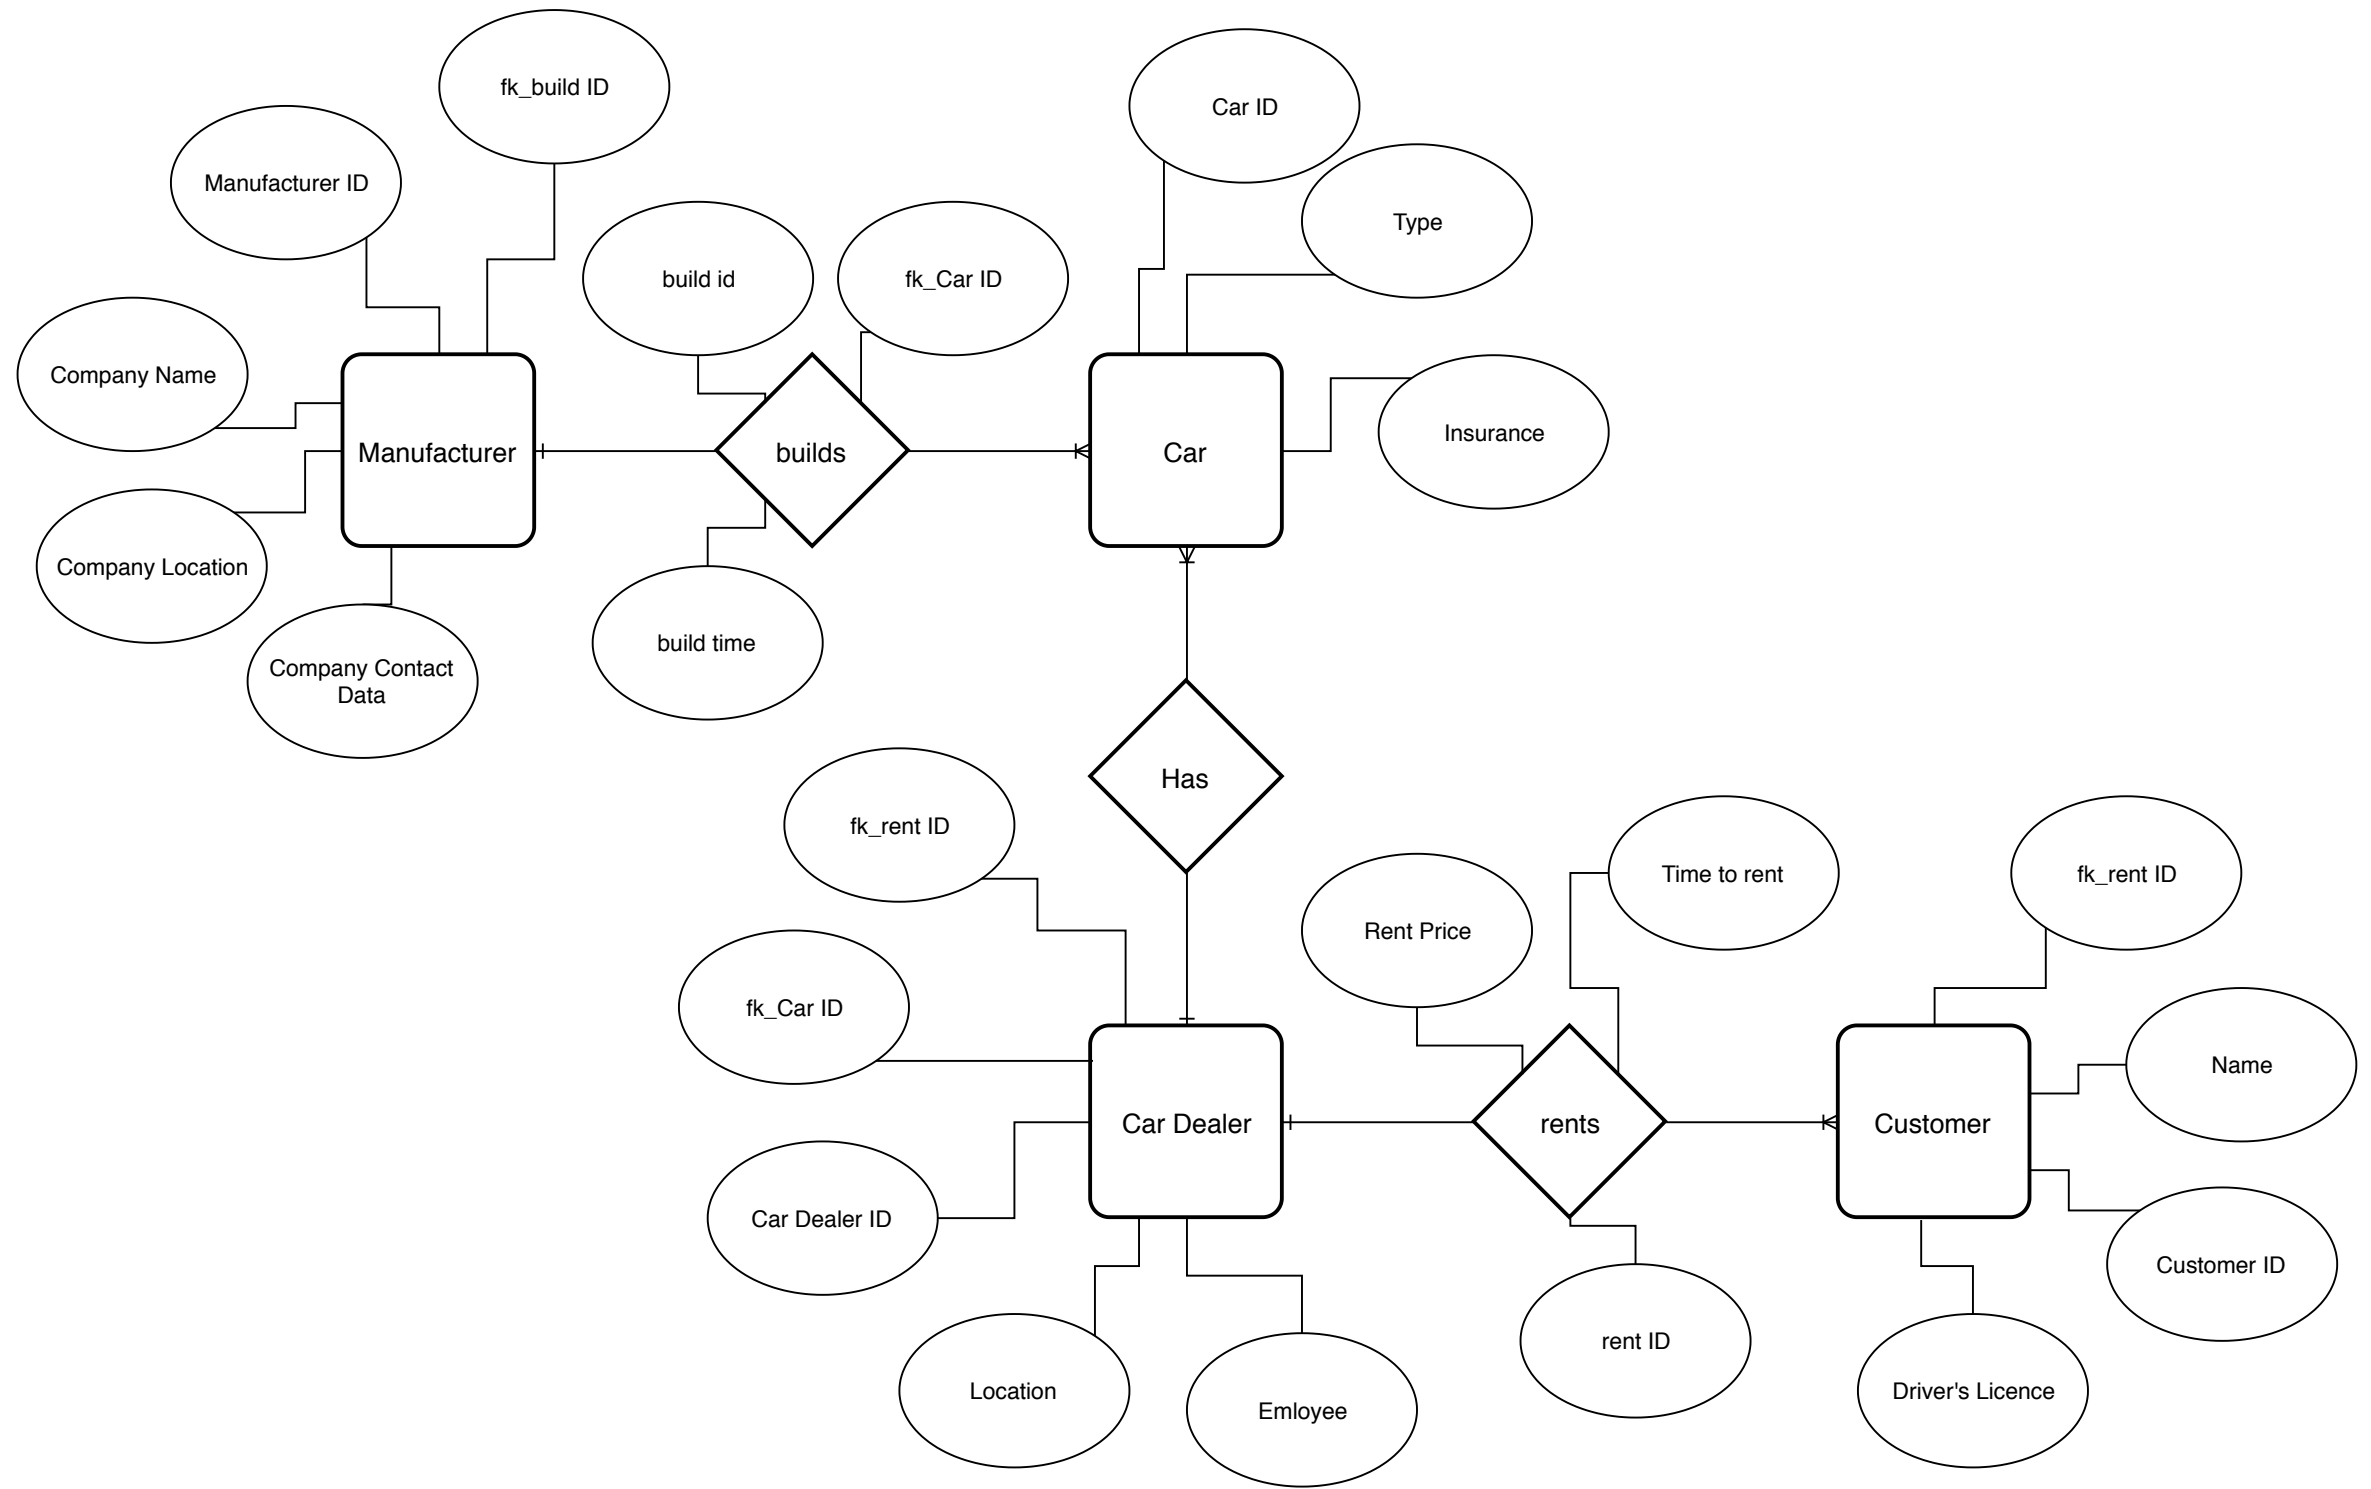 fk_build ID
Car ID
Manufacturer ID
Type
build id
fk_Car ID
Company Name
Insurance
Manufacturer
builds
Car
Company Location
build time
Company Contact
Data
Has
fk_rent ID
Time to rent
fk_rent ID
Rent Price
fk_Car ID
Name
Car Dealer
rents
Customer
Car Dealer ID
Customer ID
rent ID
Location
Emloyee
Driver's Licence